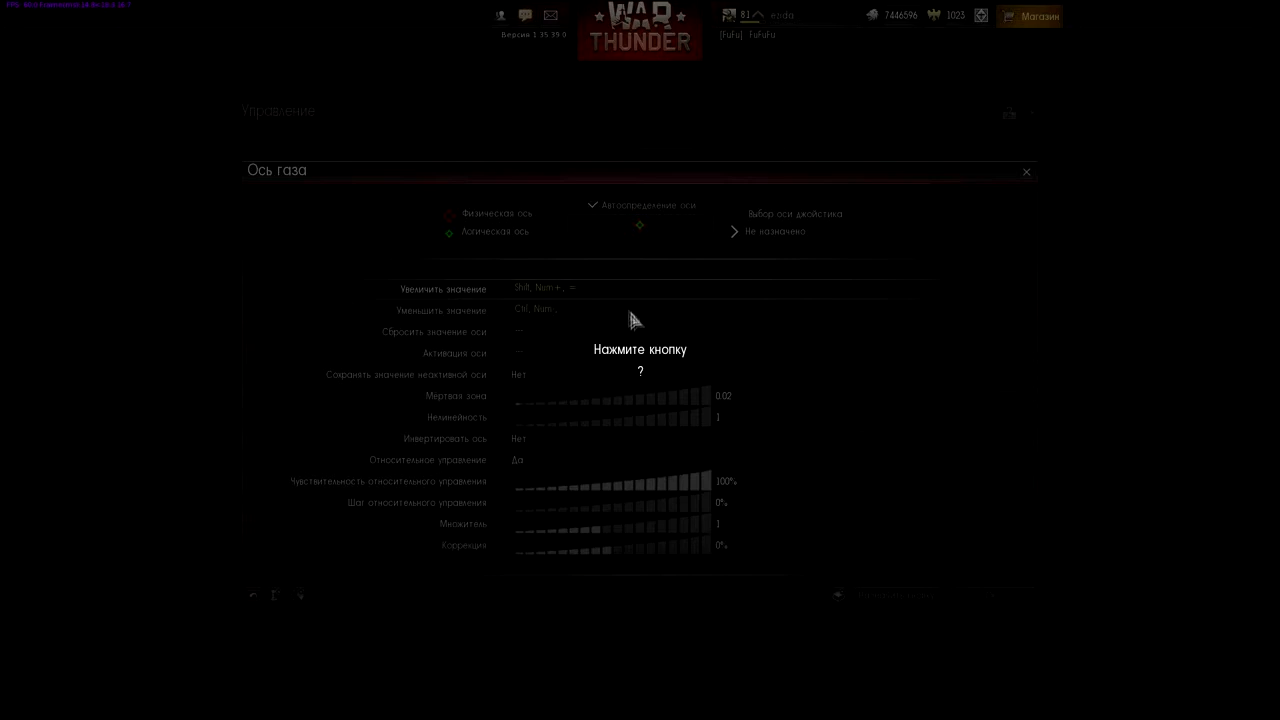 WAR
THUNDER
81
7446596
1023
Магазин
Версия 1.35.39.0
[FuFu] FuFuFu
Управление
Ось газа
Физическая ось
Автоопределение оси
Выбор оси джойстика
Логическая ось
Не назначено
Увеличить значение Shift, Num +, =
Уменьшить значение Ctrl, Num .
Сбросить значение оси ---
Активация оси ---
Нажмите кнопку
?
Сохранять значение неактивной оси Нет
Мёртвая зона 0.02
Нелинейность 1
Инвертировать ось Нет
Относительное управление Да
Чувствительность относительного управления 100%
Шаг относительного управления 0%
Множитель 1
Коррекция 0%